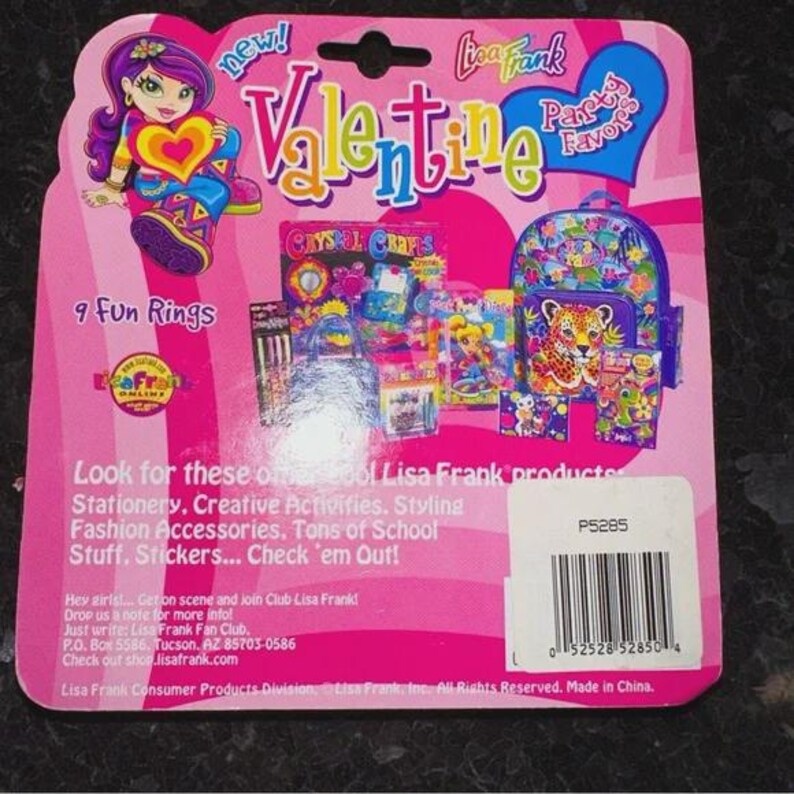 new!
Lisa Frank
Valentine
Party
Favors
Crystal Crafts
9 Fun Rings
Lisa Frank
ONLINE
Look for these o ool Lisa Frank® products:
Stationery, Creative Activities, Styling
Fashion Accessories, Tons of School
Stuff, Stickers... Check 'em Out!
P5285
Hey girls!... Get on scene and join Club Lisa Frank!
Drop us a note for more info!
Just write: Lisa Frank Fan Club,
P.O. Box 5586, Tucson, AZ 85703-0586
Check out shop.lisafrank.com
0 52528 52850 4
Lisa Frank Consumer Products Division. ©Lisa Frank, Inc. All Rights Reserved. Made in China.